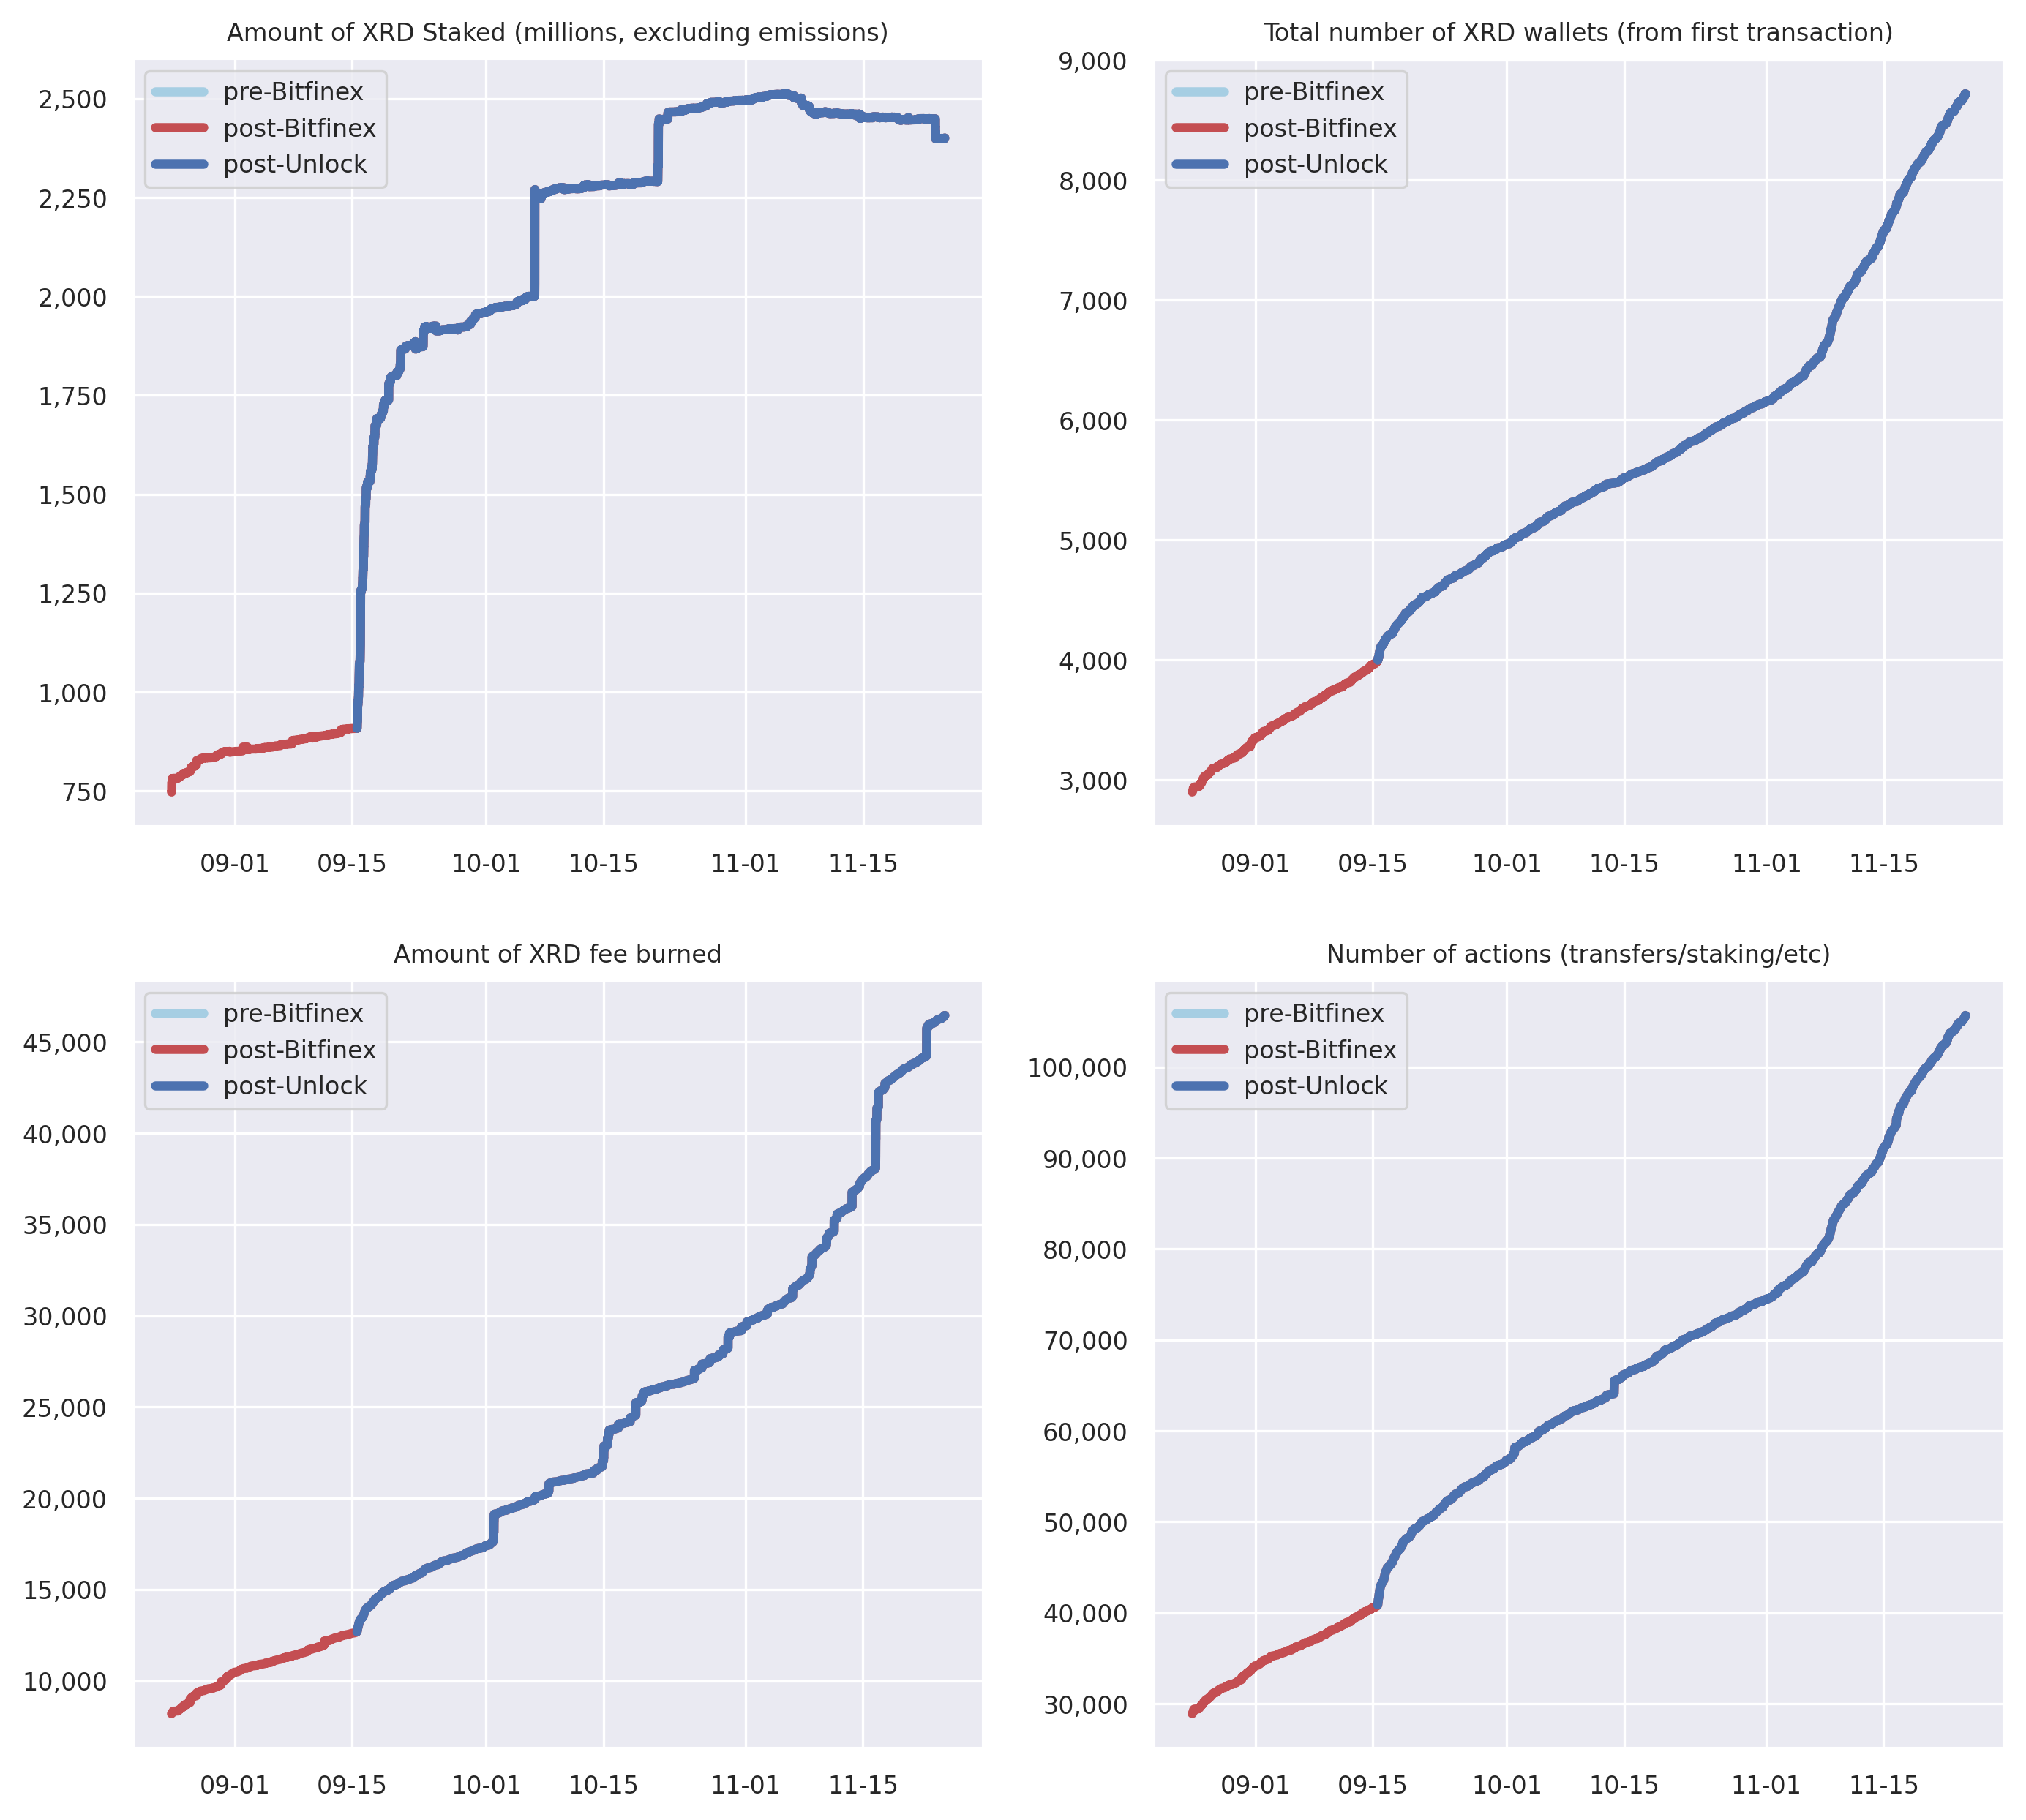 Amount of XRD Staked (millions, excluding emissions)
pre-Bitfinex
post-Bitfinex
post-Unlock
2,500
2,250
2,000
1,750
1,500
1,250
1,000
750
09-01 09-15 10-01 10-15 11-01 11-15
Total number of XRD wallets (from first transaction)
pre-Bitfinex
post-Bitfinex
post-Unlock
9,000
8,000
7,000
6,000
5,000
4,000
3,000
09-01 09-15 10-01 10-15 11-01 11-15
Amount of XRD fee burned
pre-Bitfinex
post-Bitfinex
post-Unlock
45,000
40,000
35,000
30,000
25,000
20,000
15,000
10,000
09-01 09-15 10-01 10-15 11-01 11-15
Number of actions (transfers/staking/etc)
pre-Bitfinex
post-Bitfinex
post-Unlock
100,000
90,000
80,000
70,000
60,000
50,000
40,000
30,000
09-01 09-15 10-01 10-15 11-01 11-15